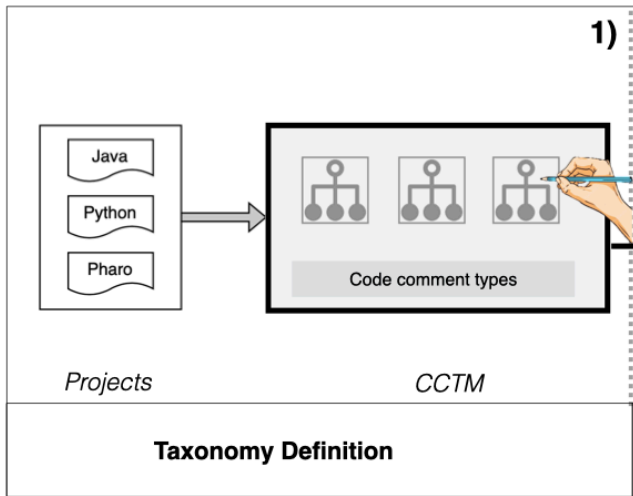 1)
Java
Python
Pharo
Code comment types
Projects
CCTM
Taxonomy Definition